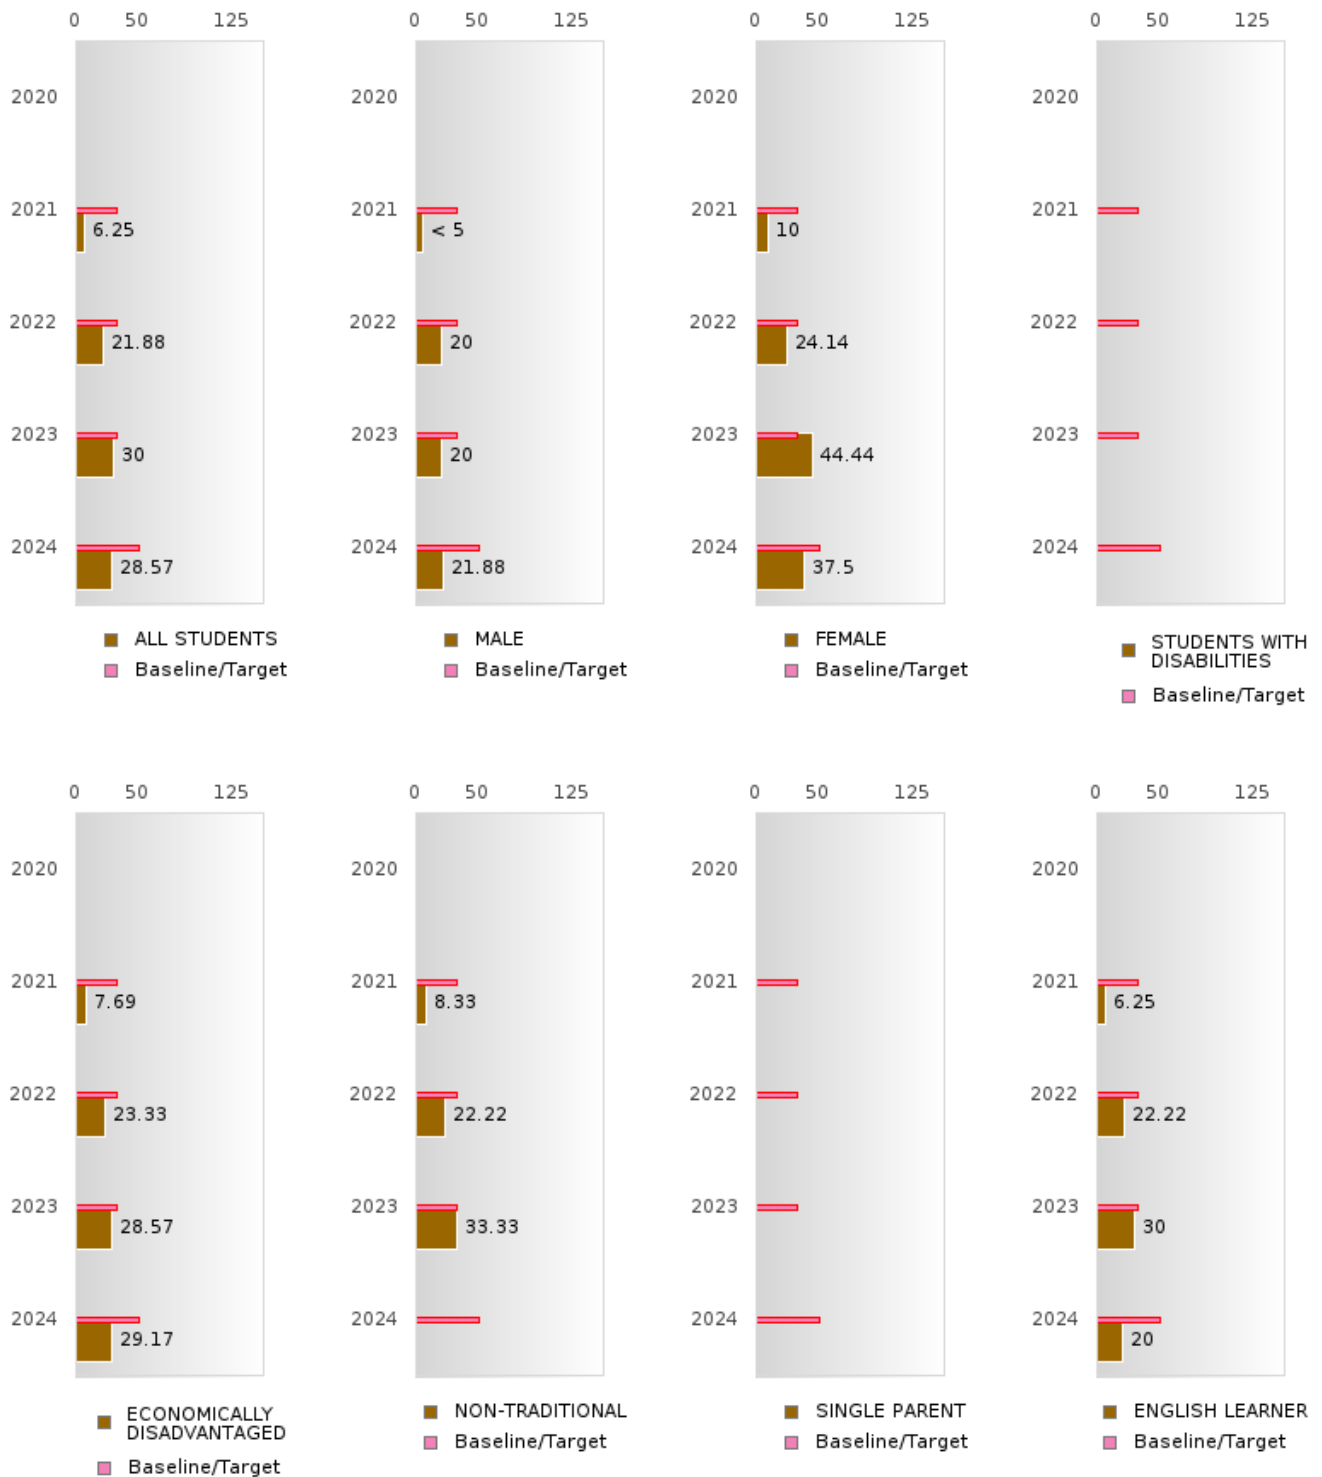 0 50 125
2020
2021
6.25
2022
21.88
2023
30
2024
28.57
ALL STUDENTS
Baseline/Target
0 50 125
2020
2021
< 5
2022
20
2023
20
2024
21.88
MALE
Baseline/Target
0 50 125
2020
2021
10
2022
24.14
2023
44.44
2024
37.5
FEMALE
Baseline/Target
0 50 125
2020
2021
2022
2023
2024
STUDENTS WITH
DISABILITIES
Baseline/Target
0 50 125
2020
2021
7.69
2022
23.33
2023
28.57
2024
29.17
ECONOMICALLY
DISADVANTAGED
Baseline/Target
0 50 125
2020
2021
8.33
2022
22.22
2023
33.33
2024
NON-TRADITIONAL
Baseline/Target
0 50 125
2020
2021
2022
2023
2024
SINGLE PARENT
Baseline/Target
0 50 125
2020
2021
6.25
2022
22.22
2023
30
2024
20
ENGLISH LEARNER
Baseline/Target